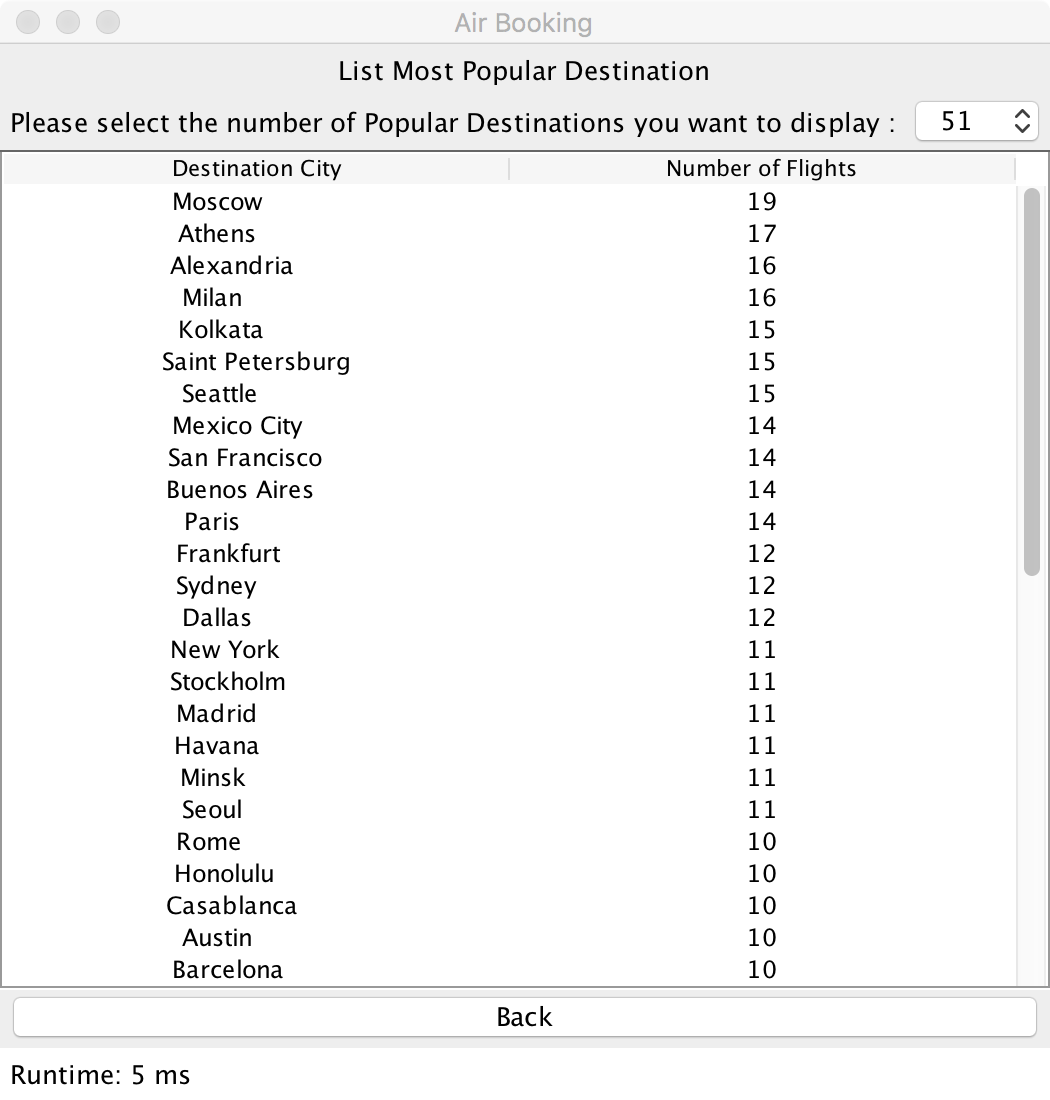 Air Booking
List Most Popular Destination
Please select the number of Popular Destinations you want to display : 51
Destination City Number of Flights
Moscow 19
Athens 17
Alexandria 16
Milan 16
Kolkata 15
Saint Petersburg 15
Seattle 15
Mexico City 14
San Francisco 14
Buenos Aires 14
Paris 14
Frankfurt 12
Sydney 12
Dallas 12
New York 11
Stockholm 11
Madrid 11
Havana 11
Minsk 11
Seoul 11
Rome 10
Honolulu 10
Casablanca 10
Austin 10
Barcelona 10
Back
Runtime: 5 ms